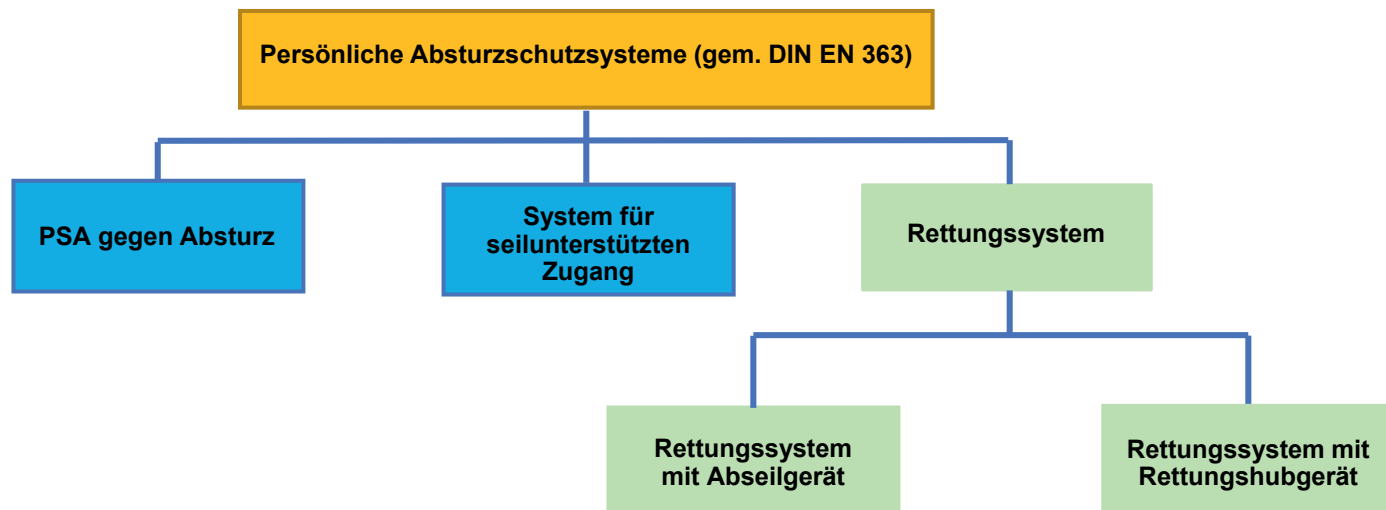 Persönliche Absturzschutzsysteme (gem. DIN EN 363)
PSA gegen Absturz
System für
seilunterstützten
Zugang
Rettungssystem
Rettungssystem
mit Abseilgerät
Rettungssystem mit
Rettungshubgerät